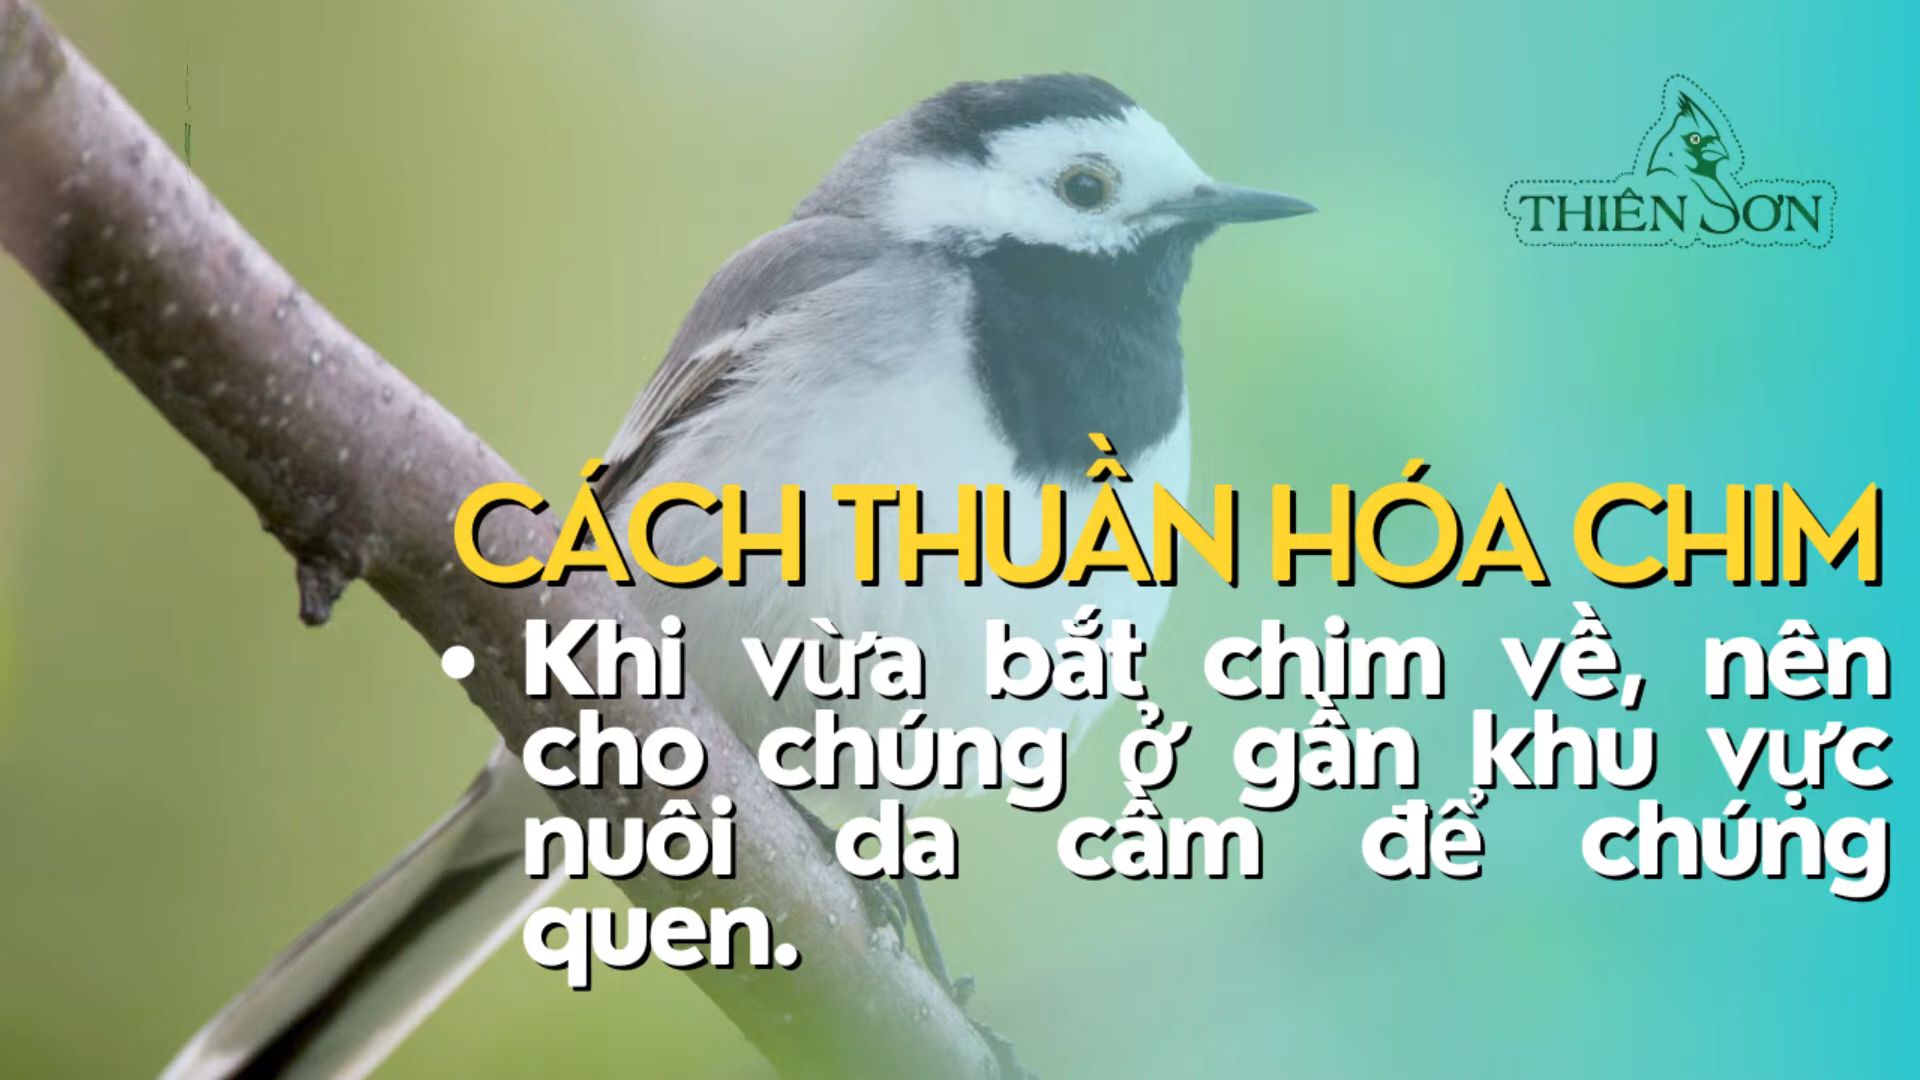 THIÊN SƠN
CÁCH THUẦN HÓA CHIM
• Khi vừa bắt chim về, nên
cho chúng ở gần khu vực
nuôi da cầm để chúng
quen.